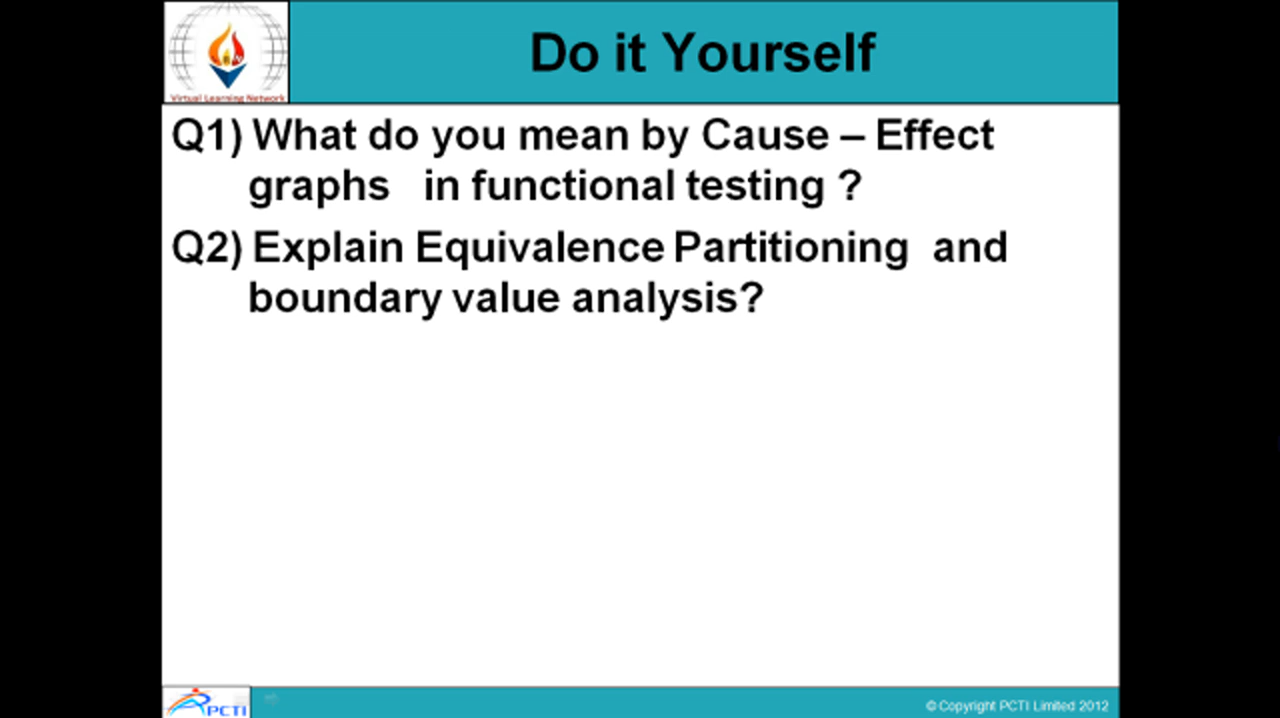 Virtual Learning Network
Do it Yourself
Q1) What do you mean by Cause – Effect
graphs in functional testing ?
Q2) Explain Equivalence Partitioning and
boundary value analysis?
PCTI
© Copyright PCTI Limited 2012